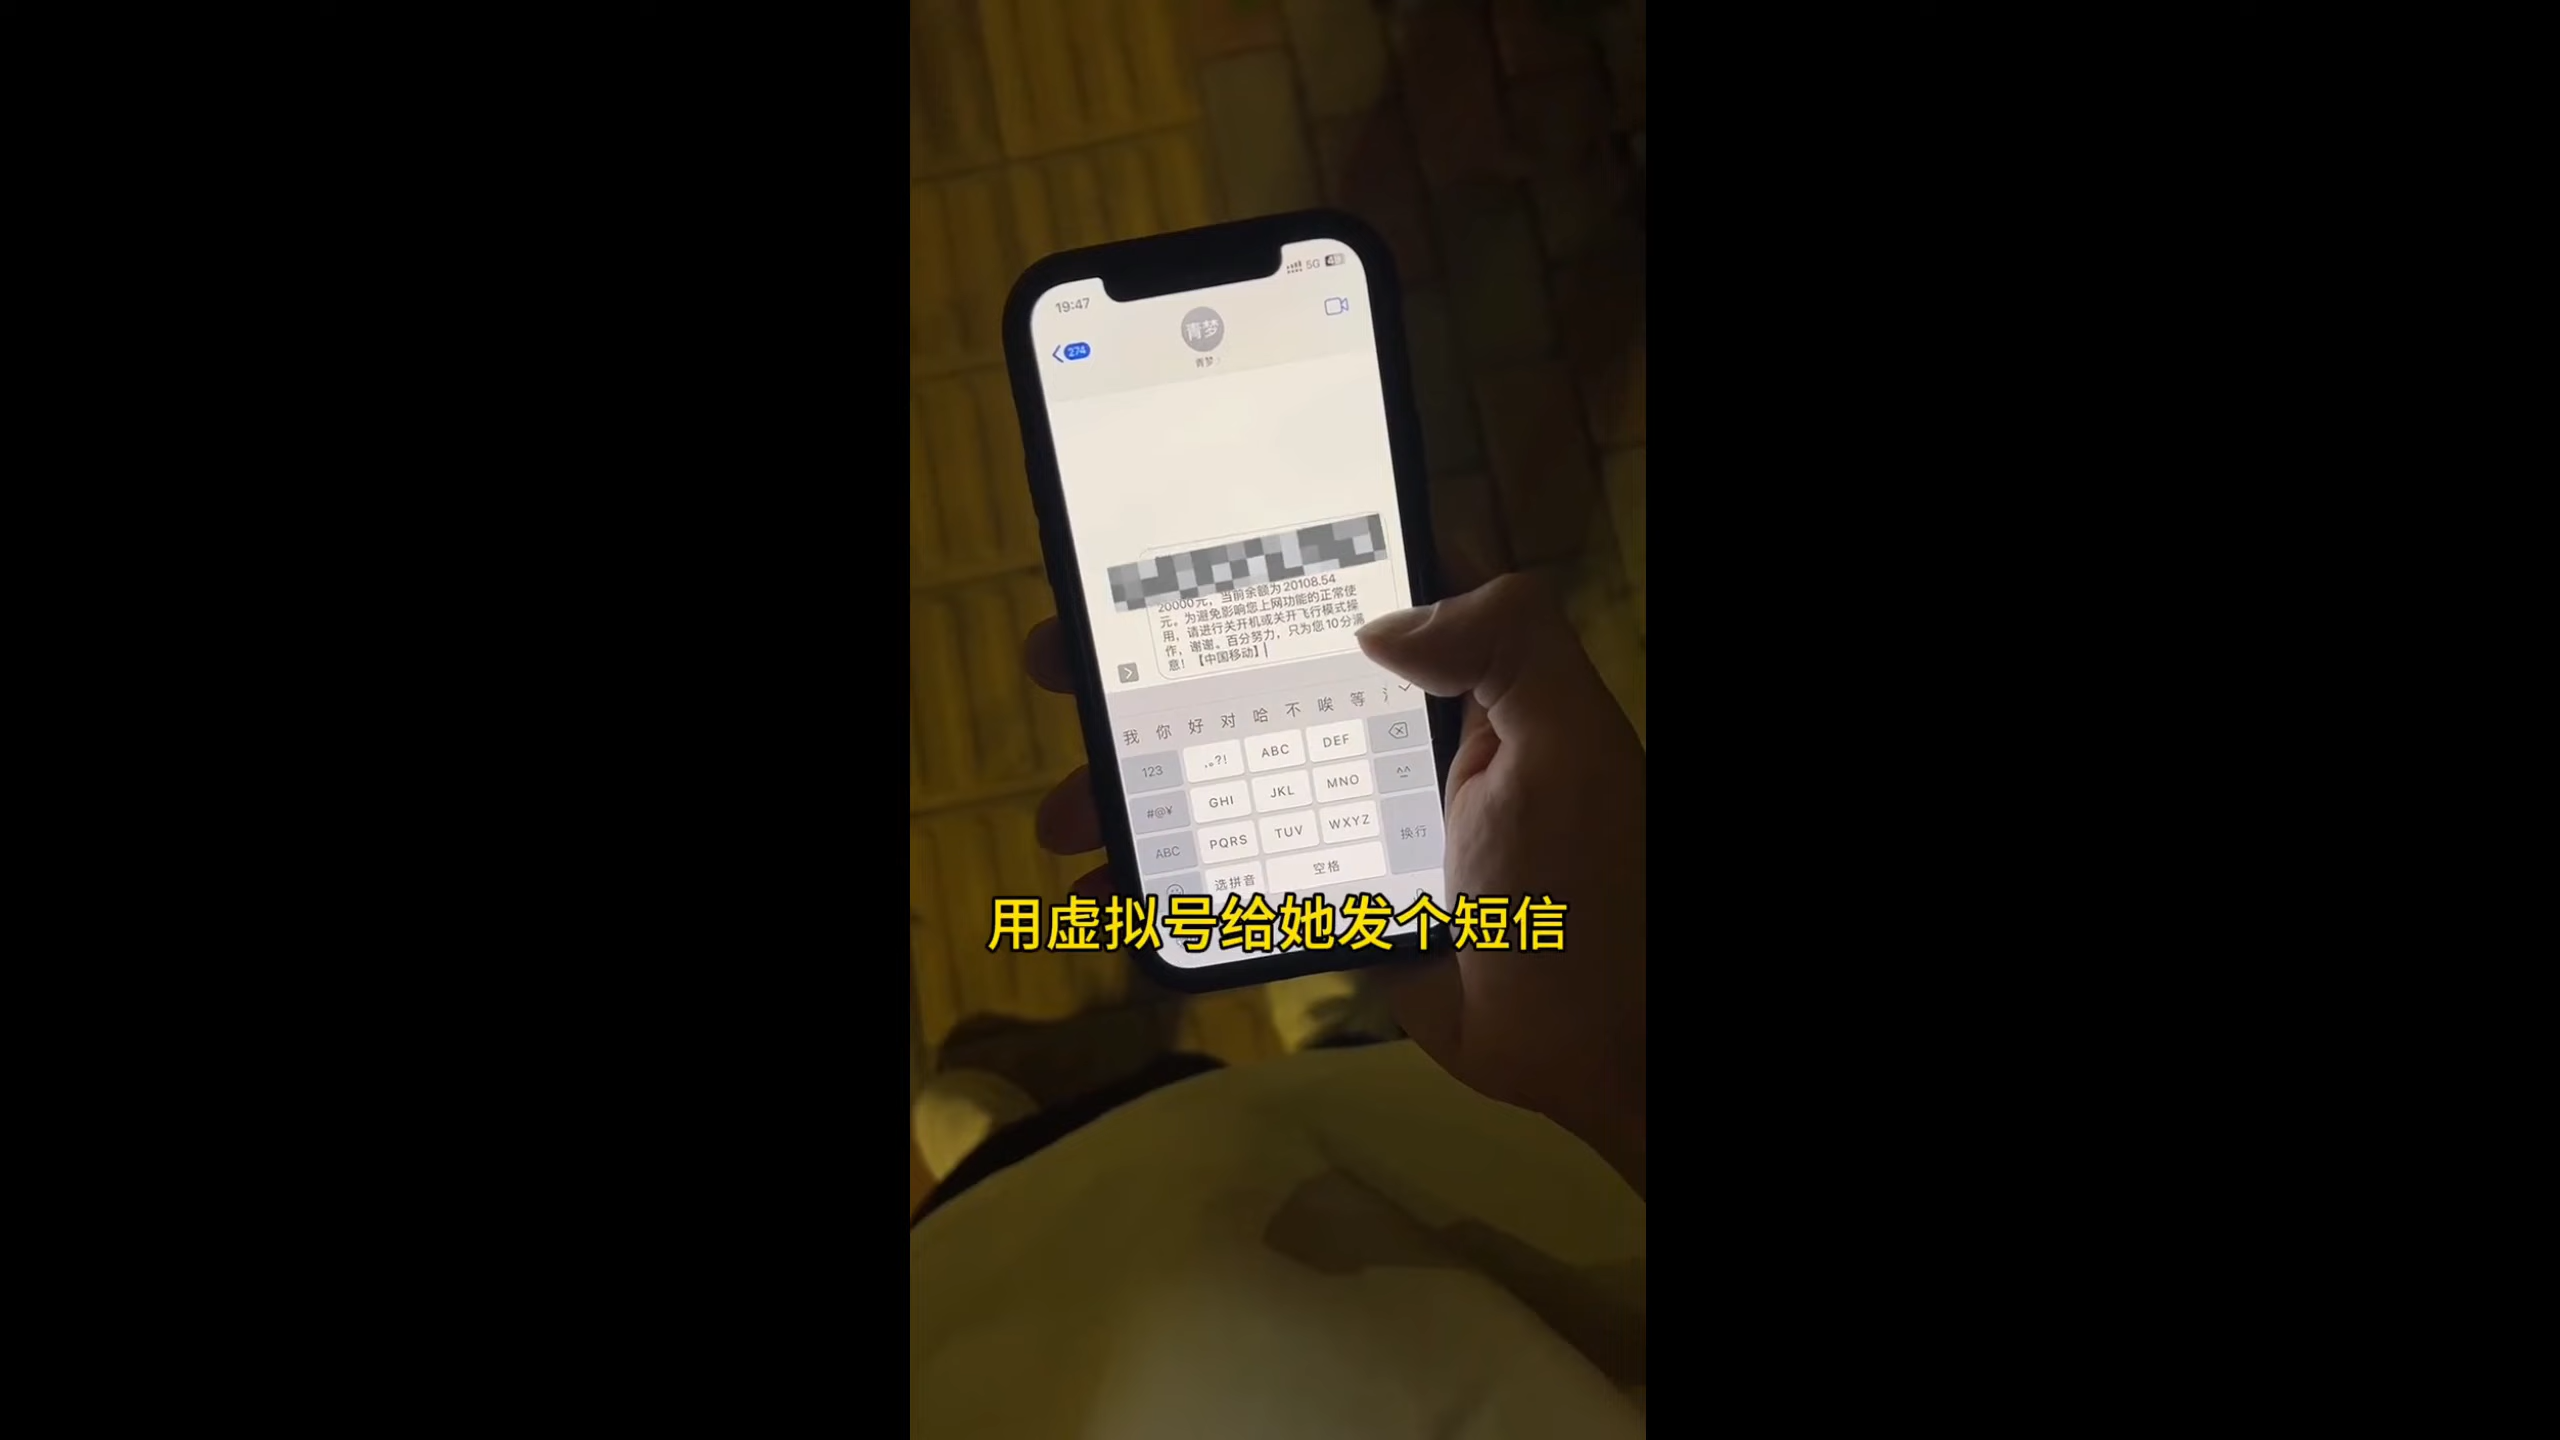 19:47
5G
49
274
青梦
青梦
20000元，当前余额为20108.54
元。为避免影响您上网功能的正常使
用，请进行关开机或关开飞行模式操
作，谢谢。百分努力，只为您10分满
意！【中国移动】
我 你 好 对 哈 不 唉 等
123
,。?!
ABC
DEF
#@¥
GHI
JKL
MNO
^^
ABC
PQRS
TUV
WXYZ
换行
选拼音
空格
用虚拟号给她发个短信